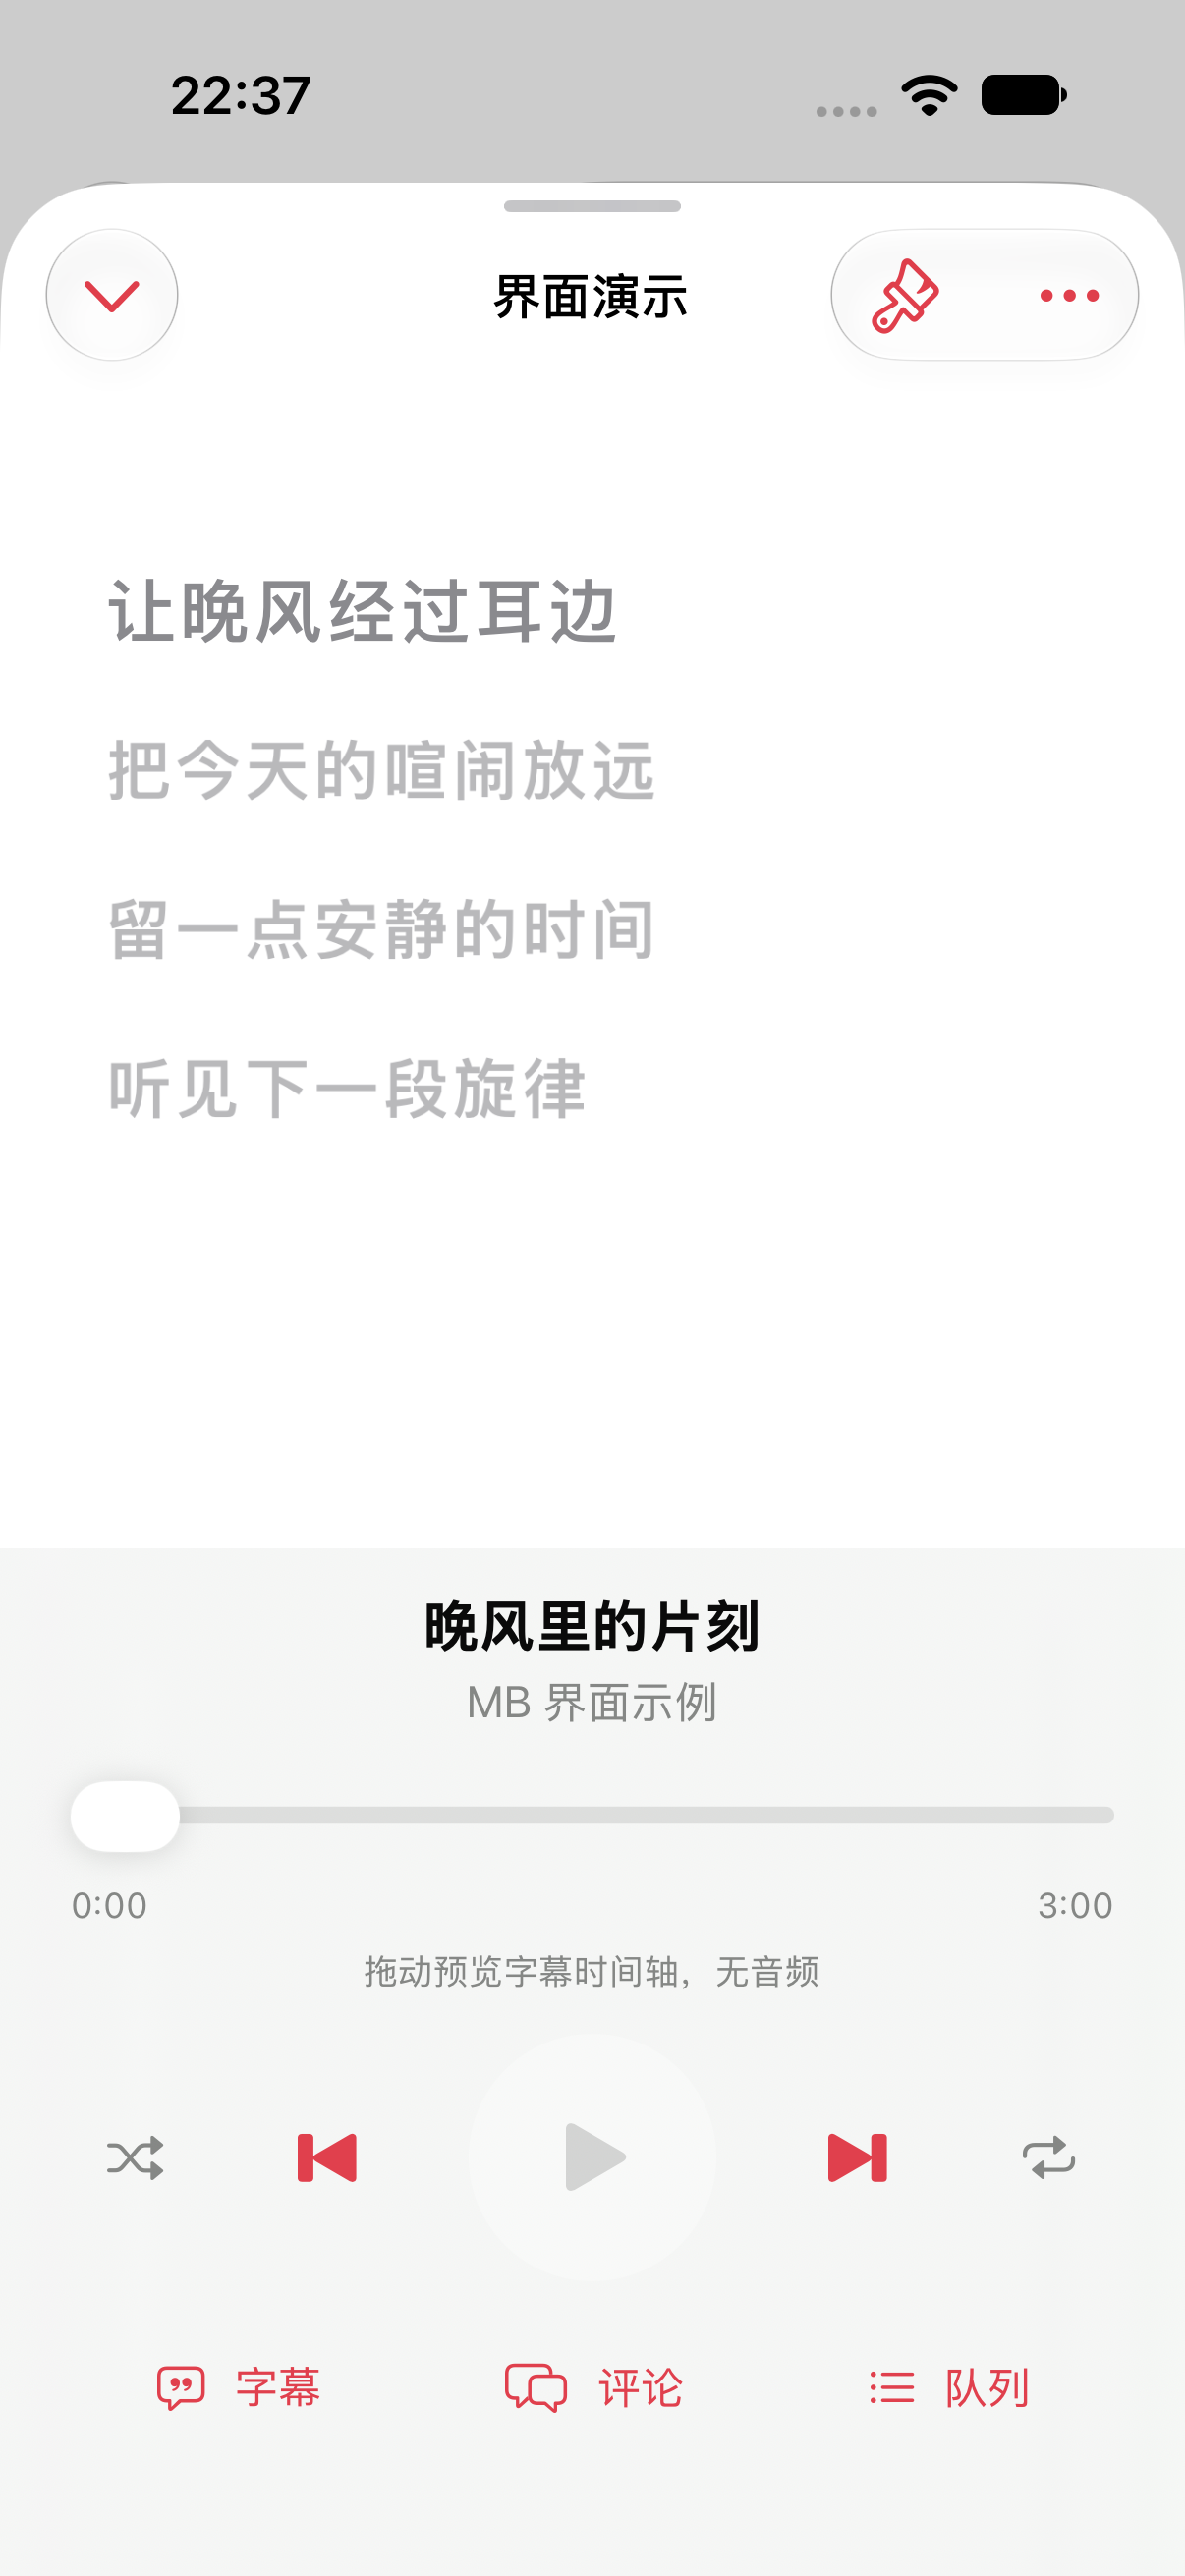 22:37
界面演示
让晚风经过耳边
把今天的喧闹放远
留一点安静的时间
听见下一段旋律
晚风里的片刻
MB 界面示例
0:00 3:00
拖动预览字幕时间轴，无音频
字幕 评论 队列